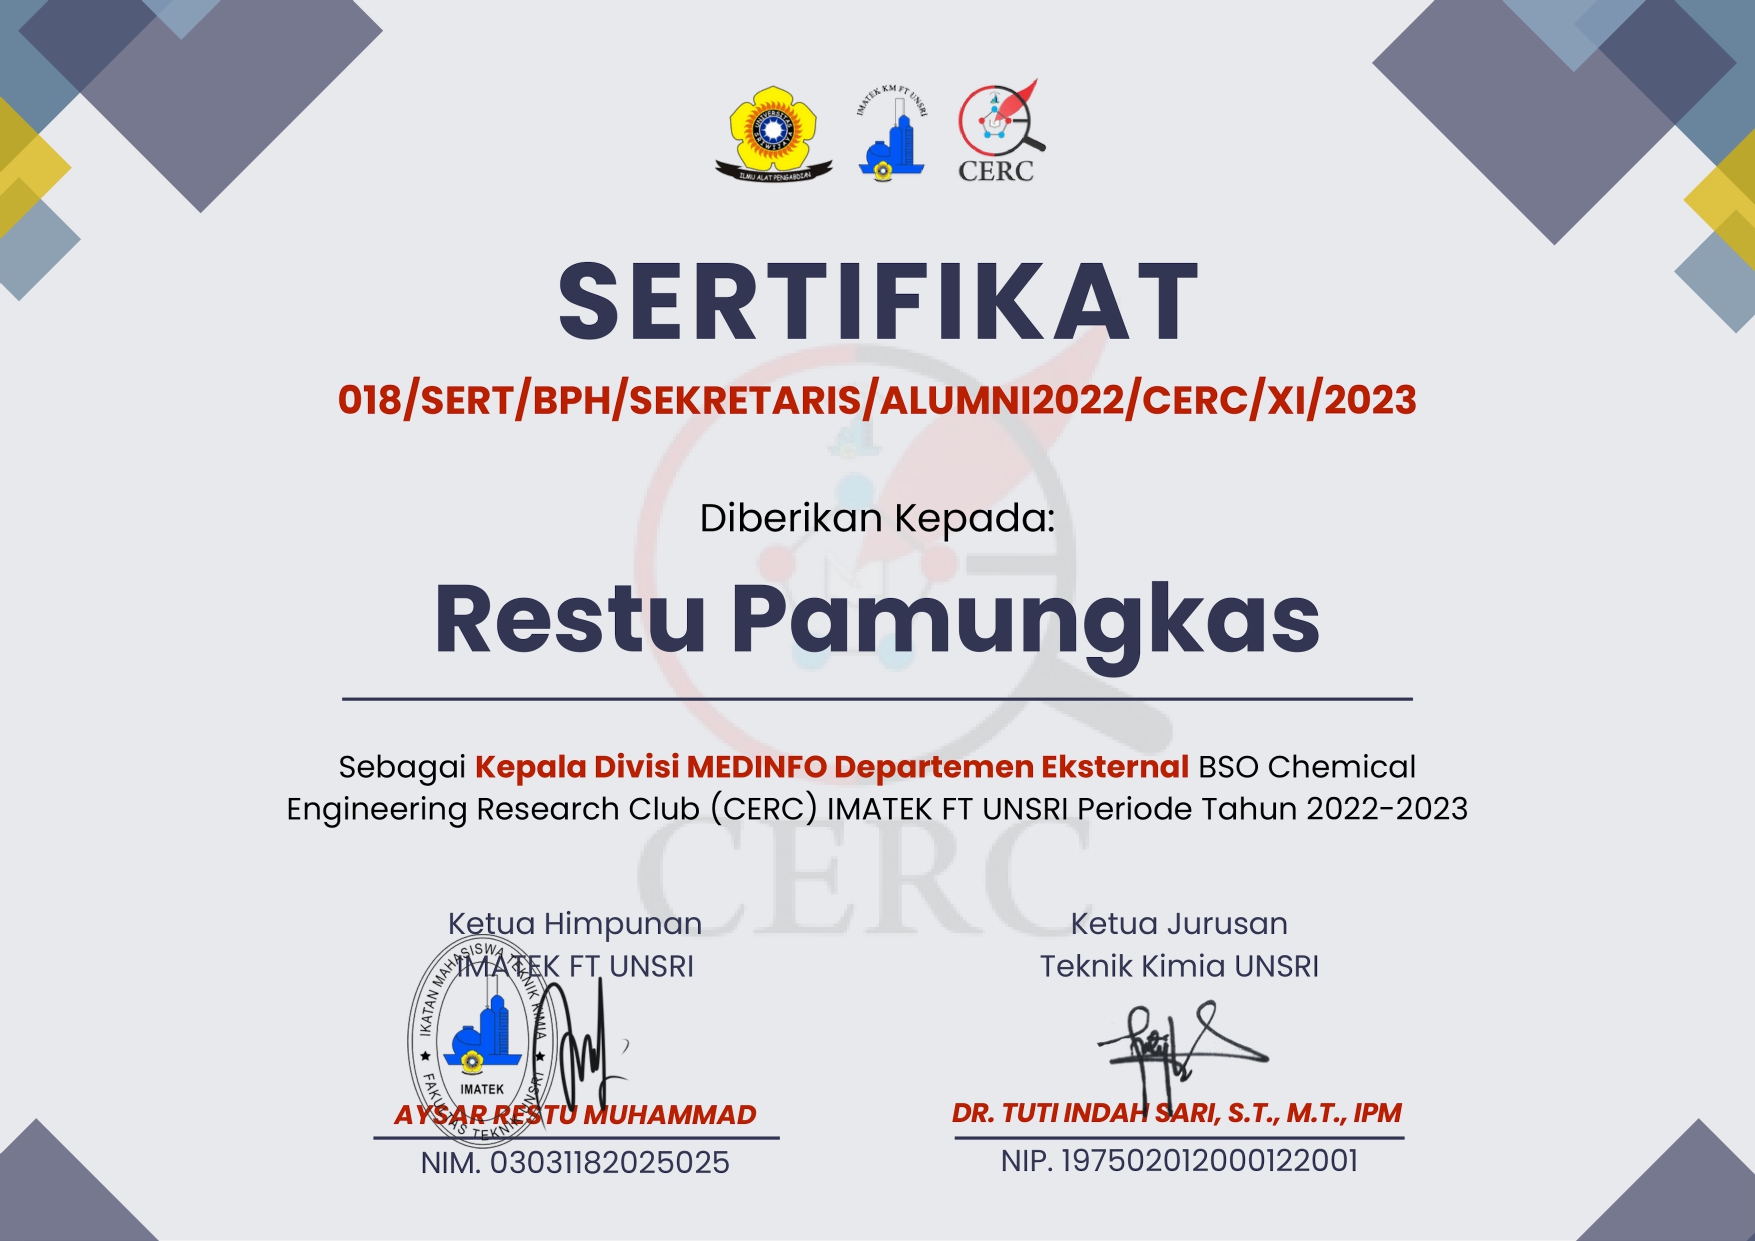 UNIVERSITAS SRIWIJAYA
ILMU ALAT PENGABDIAN
IMATEK KM FT UNSRI
CERC
SERTIFIKAT
018/SERT/BPH/SEKRETARIS/ALUMNI2022/CERC/XI/2023
Diberikan Kepada:
Restu Pamungkas
Sebagai Kepala Divisi MEDINFO Departemen Eksternal BSO Chemical
Engineering Research Club (CERC) IMATEK FT UNSRI Periode Tahun 2022-2023
CERC
Ketua Himpunan
IMATEK FT UNSRI
IKATAN MAHASISWA TEKNIK KIMIA
IMATEK
FAKULTAS TEKNIK UNSRI
AYSAR RESTU MUHAMMAD
NIM. 03031182025025
Ketua Jurusan
Teknik Kimia UNSRI
DR. TUTI INDAH SARI, S.T., M.T., IPM
NIP. 197502012000122001